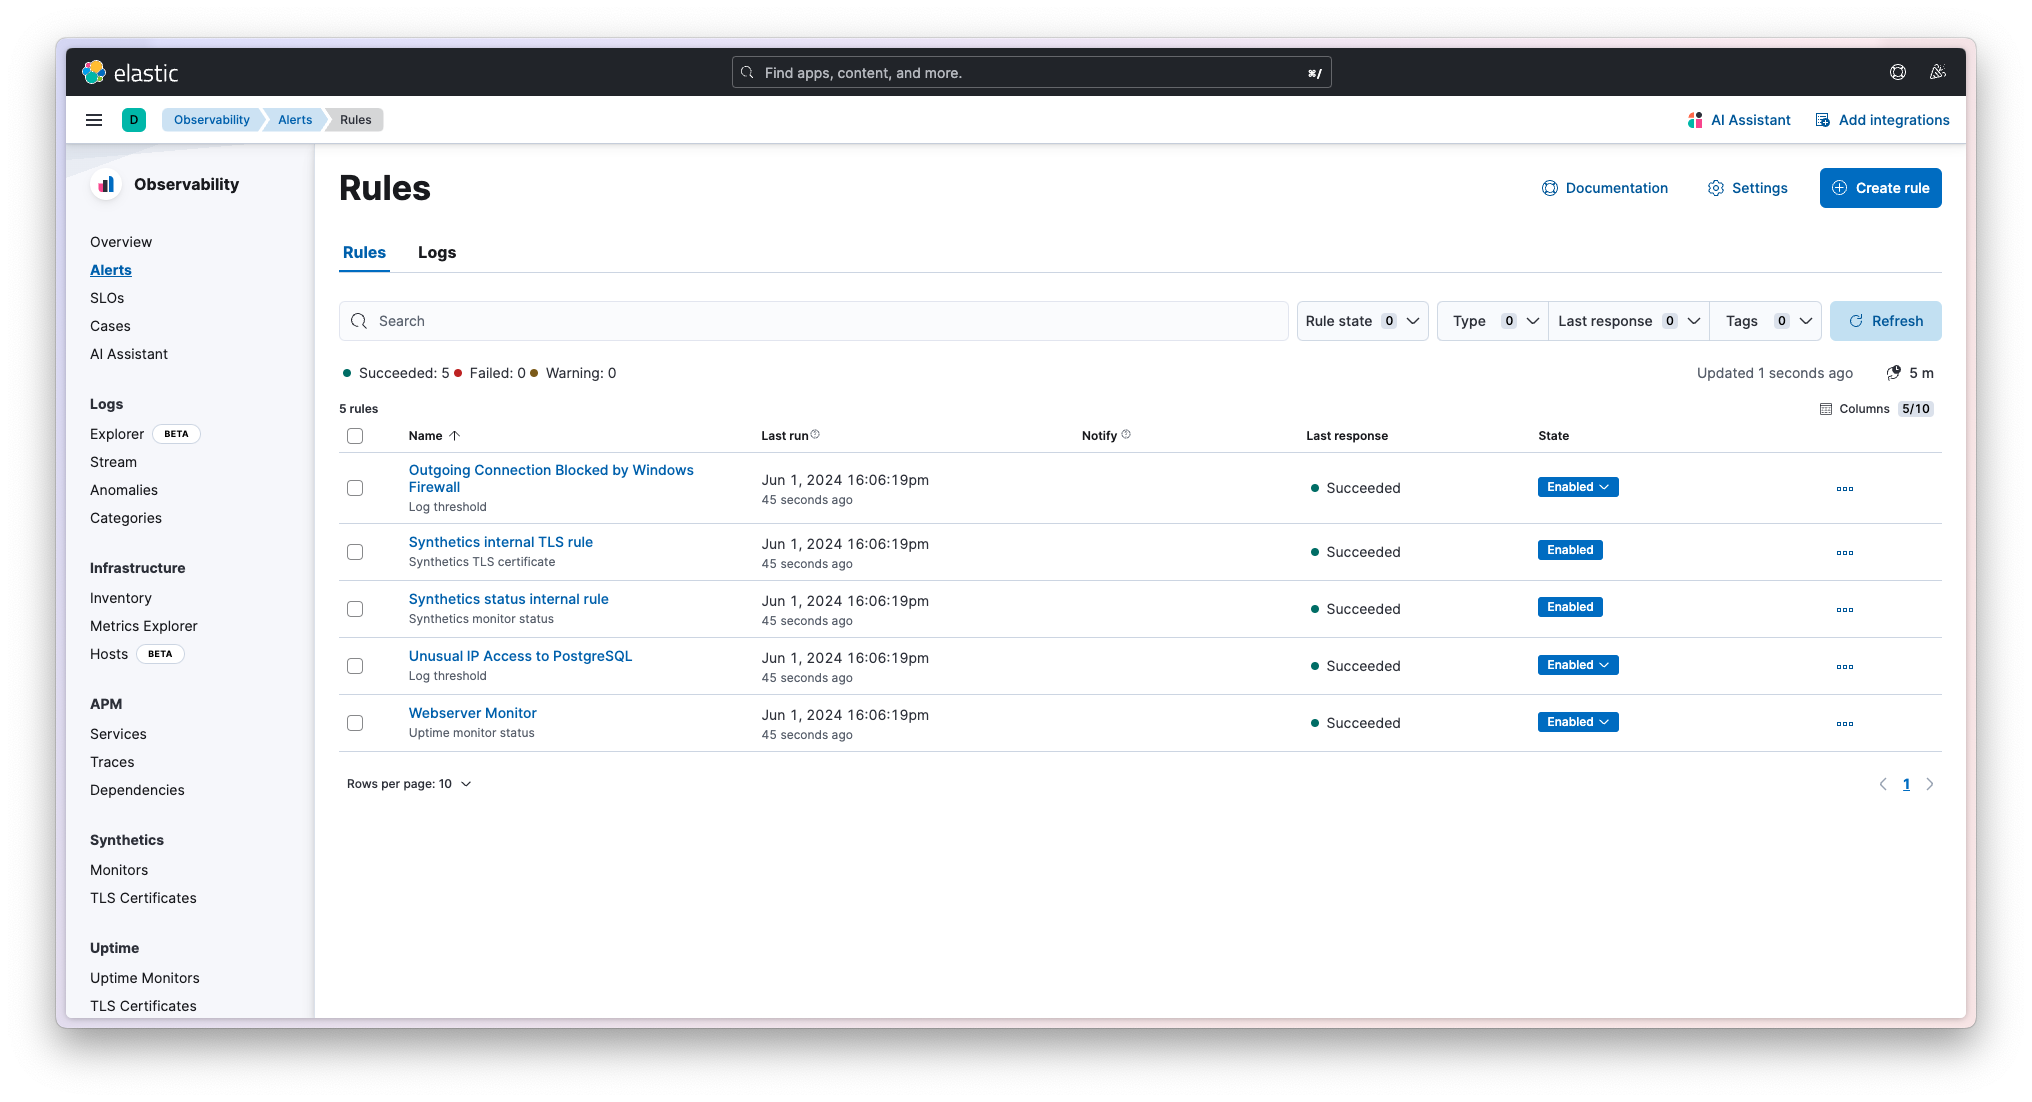 elastic
Find apps, content, and more.
⌘/
D
Observability
Alerts
Rules
AI Assistant
Add integrations
Observability
Overview
Alerts
SLOs
Cases
AI Assistant
Logs
Explorer BETA
Stream
Anomalies
Categories
Infrastructure
Inventory
Metrics Explorer
Hosts BETA
APM
Services
Traces
Dependencies
Synthetics
Monitors
TLS Certificates
Uptime
Uptime Monitors
TLS Certificates
Rules
Documentation
Settings
Create rule
Rules
Logs
Search
Rule state 0
Type 0
Last response 0
Tags 0
Refresh
Succeeded: 5 Failed: 0 Warning: 0
Updated 1 seconds ago
5 m
5 rules
Columns 5/10
Name Last run Notify Last response State
Outgoing Connection Blocked by Windows
Firewall
Log threshold
Jun 1, 2024 16:06:19pm
45 seconds ago
Succeeded
Enabled
Synthetics internal TLS rule
Synthetics TLS certificate
Jun 1, 2024 16:06:19pm
45 seconds ago
Succeeded
Enabled
Synthetics status internal rule
Synthetics monitor status
Jun 1, 2024 16:06:19pm
45 seconds ago
Succeeded
Enabled
Unusual IP Access to PostgreSQL
Log threshold
Jun 1, 2024 16:06:19pm
45 seconds ago
Succeeded
Enabled
Webserver Monitor
Uptime monitor status
Jun 1, 2024 16:06:19pm
45 seconds ago
Succeeded
Enabled
Rows per page: 10
1